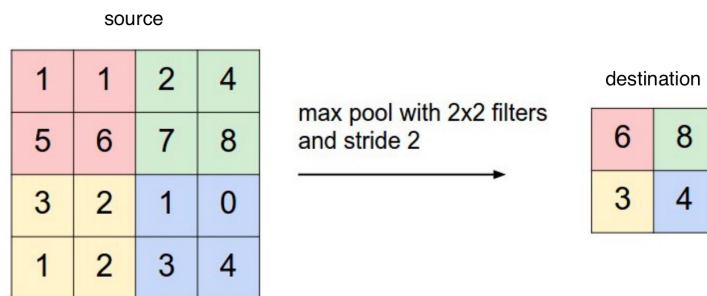 source
1 1 2 4
5 6 7 8
3 2 1 0
1 2 3 4
max pool with 2x2 filters
and stride 2
destination
6 8
3 4